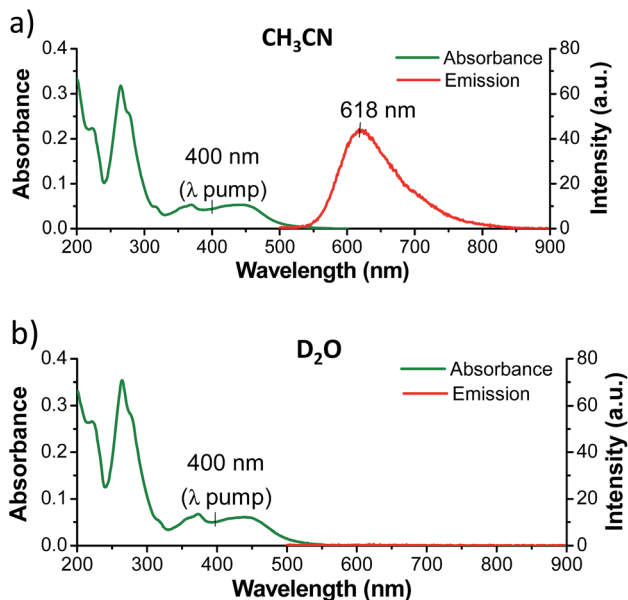 a)
CH₃CN
Absorbance
Emission
618 nm
400 nm
(λ pump)
0.4
0.3
0.2
0.1
0.0
Absorbance
80
60
40
20
0
Intensity (a.u.)
200 300 400 500 600 700 800 900
Wavelength (nm)
b)
D₂O
Absorbance
Emission
400 nm
(λ pump)
0.4
0.3
0.2
0.1
0.0
Absorbance
80
60
40
20
0
Intensity (a.u.)
200 300 400 500 600 700 800 900
Wavelength (nm)